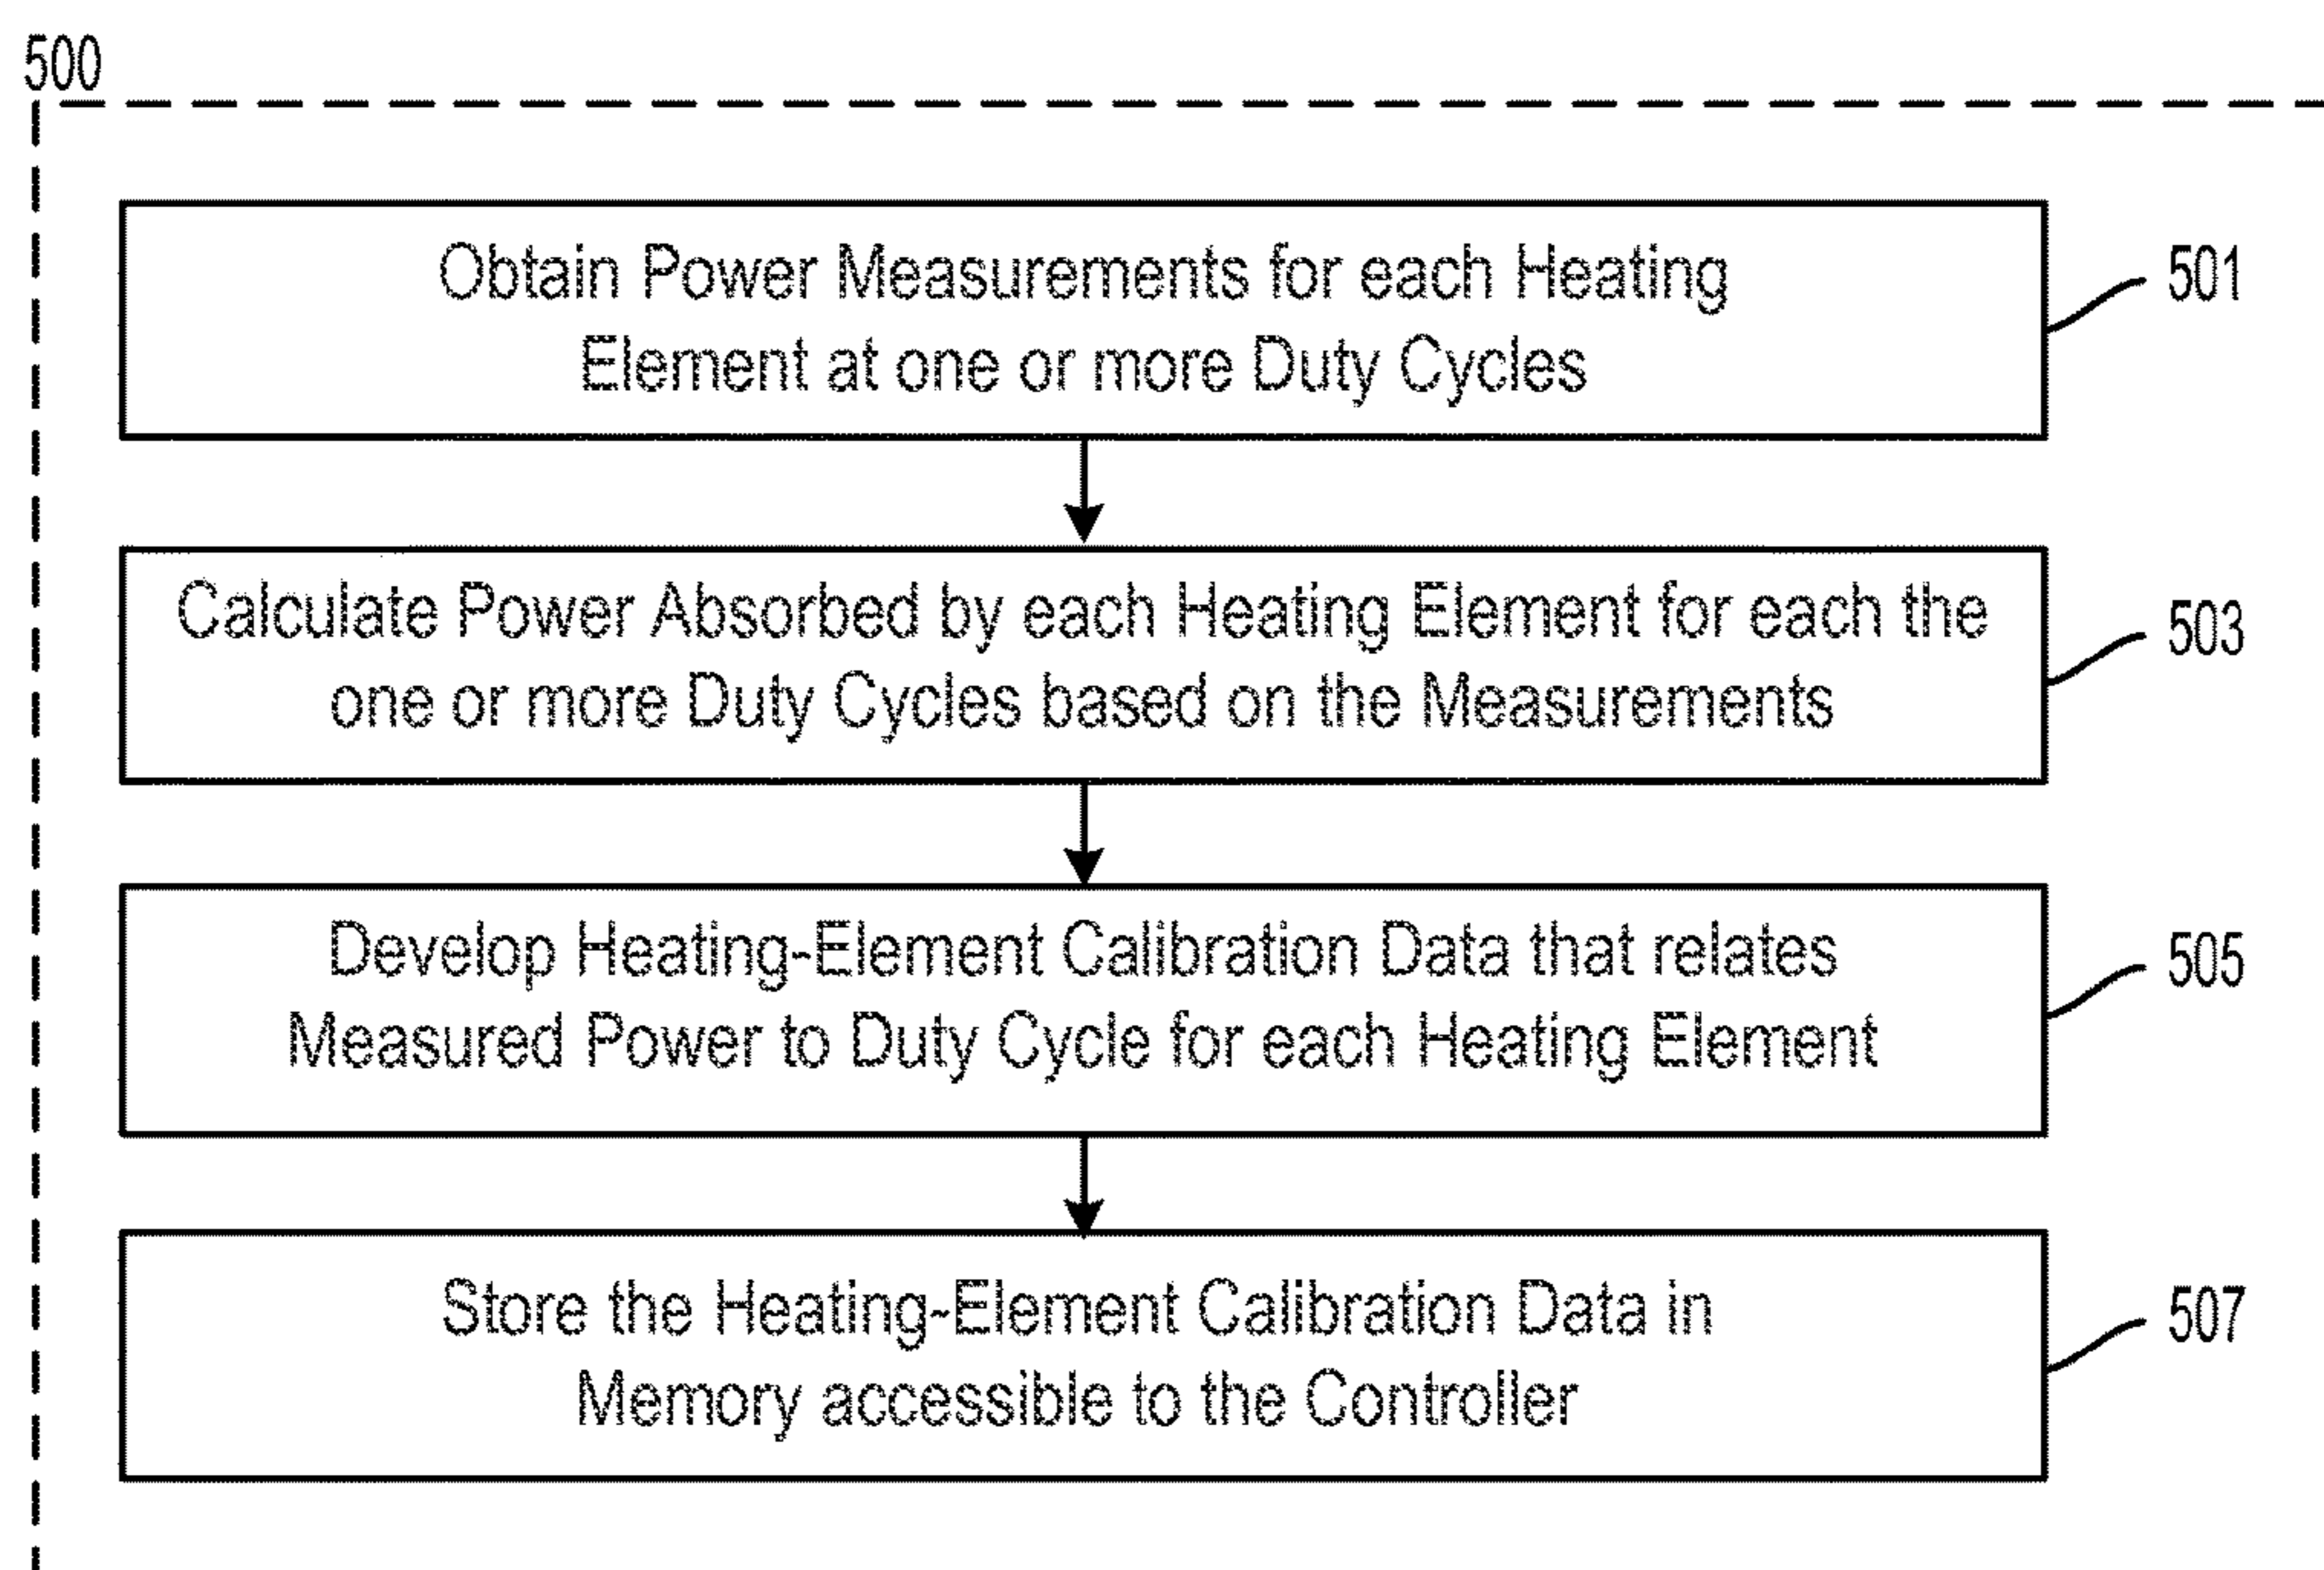 500
Obtain Power Measurements for each Heating
Element at one or more Duty Cycles
501
Calculate Power Absorbed by each Heating Element for each the
one or more Duty Cycles based on the Measurements
503
Develop Heating-Element Calibration Data that relates
Measured Power to Duty Cycle for each Heating Element
505
Store the Heating-Element Calibration Data in
Memory accessible to the Controller
507